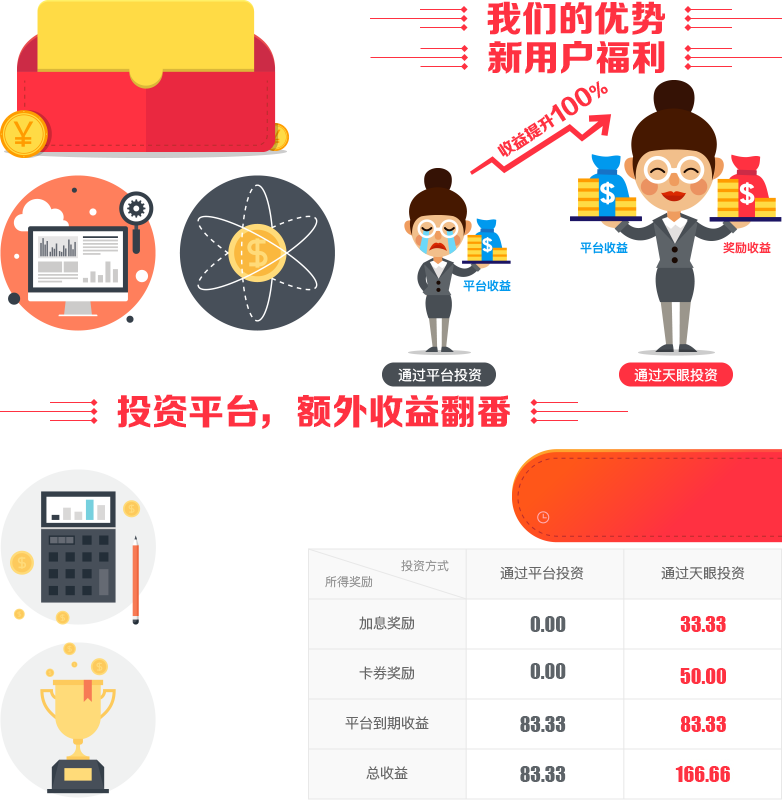 我们的优势
新用户福利
收益提升100%
平台收益
平台收益
奖励收益
通过平台投资
通过天眼投资
投资平台，额外收益翻番
投资方式
所得奖励
通过平台投资
通过天眼投资
加息奖励
0.00
33.33
卡券奖励
0.00
50.00
平台到期收益
83.33
83.33
总收益
83.33
166.66